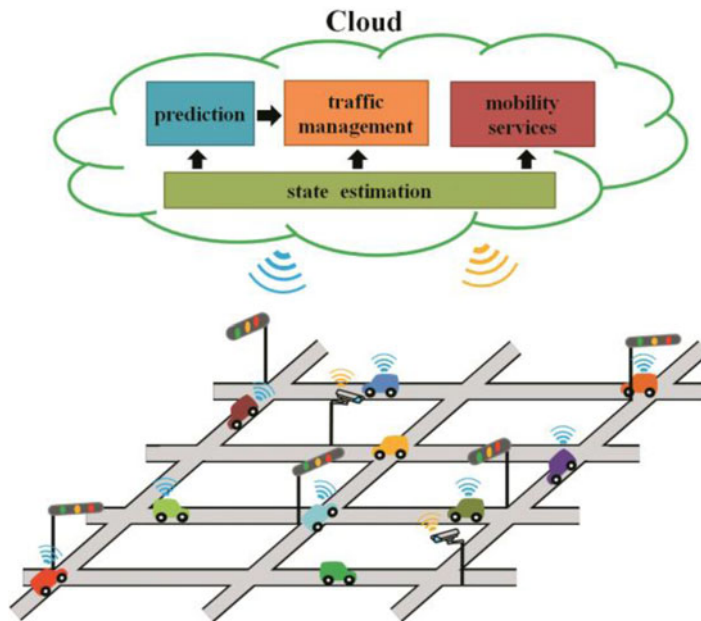 Cloud
prediction
traffic
management
mobility
services
state estimation